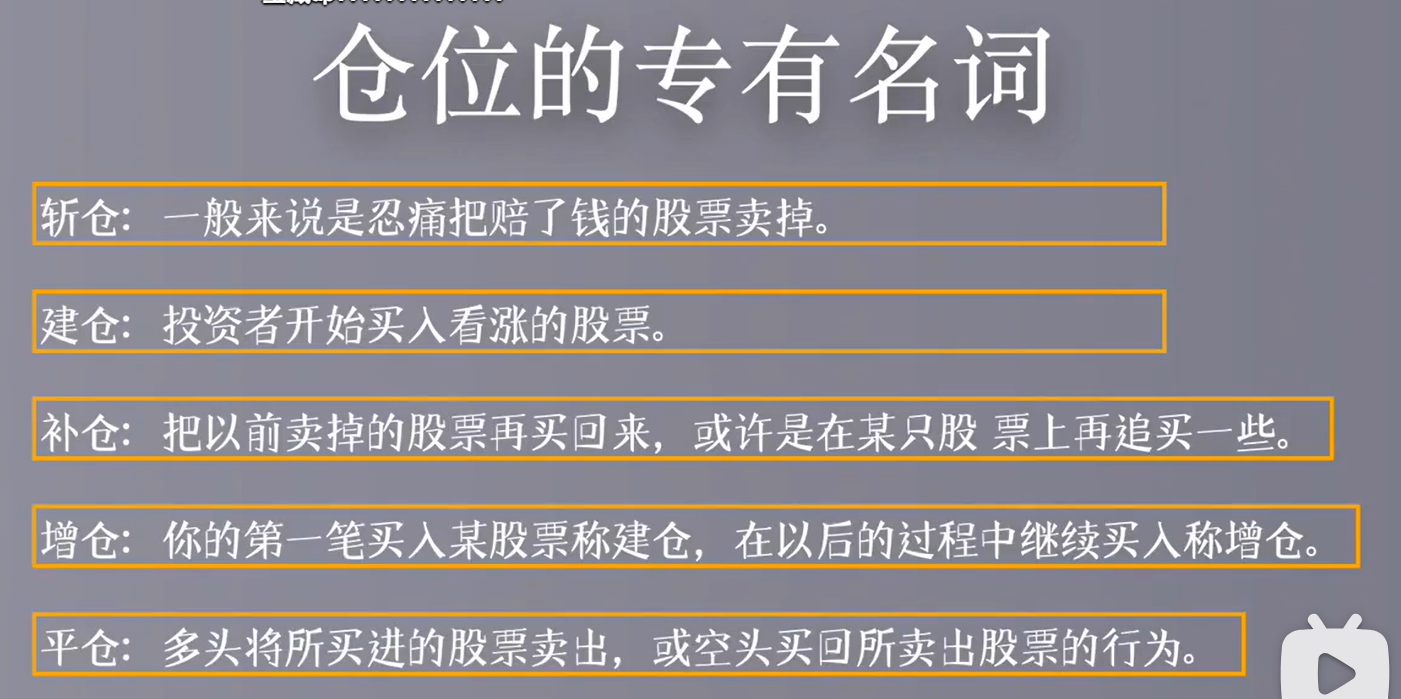 仓位的专有名词
斩仓：一般来说是忍痛把赔了钱的股票卖掉。
建仓：投资者开始买入看涨的股票。
补仓：把以前卖掉的股票再买回来，或许是在某只股 票上再追买一些。
增仓：你的第一笔买入某股票称建仓，在以后的过程中继续买入称增仓。
平仓：多头将所买进的股票卖出，或空头买回所卖出股票的行为。